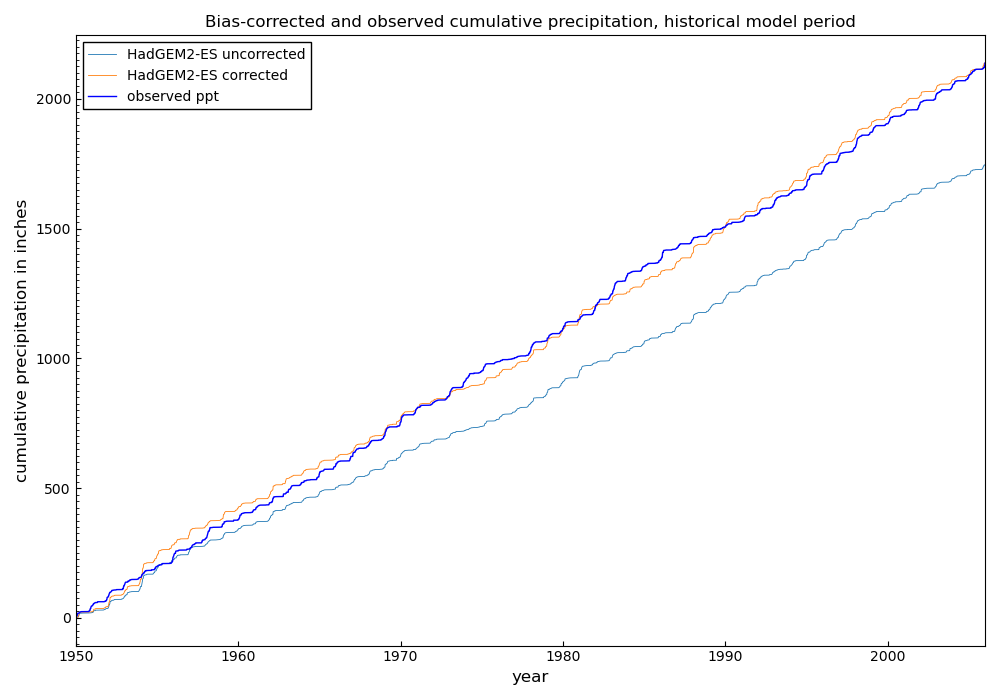 Bias-corrected and observed cumulative precipitation, historical model period
HadGEM2-ES uncorrected
HadGEM2-ES corrected
observed ppt
cumulative precipitation in inches
2000
1500
1000
500
0
1950 1960 1970 1980 1990 2000
year